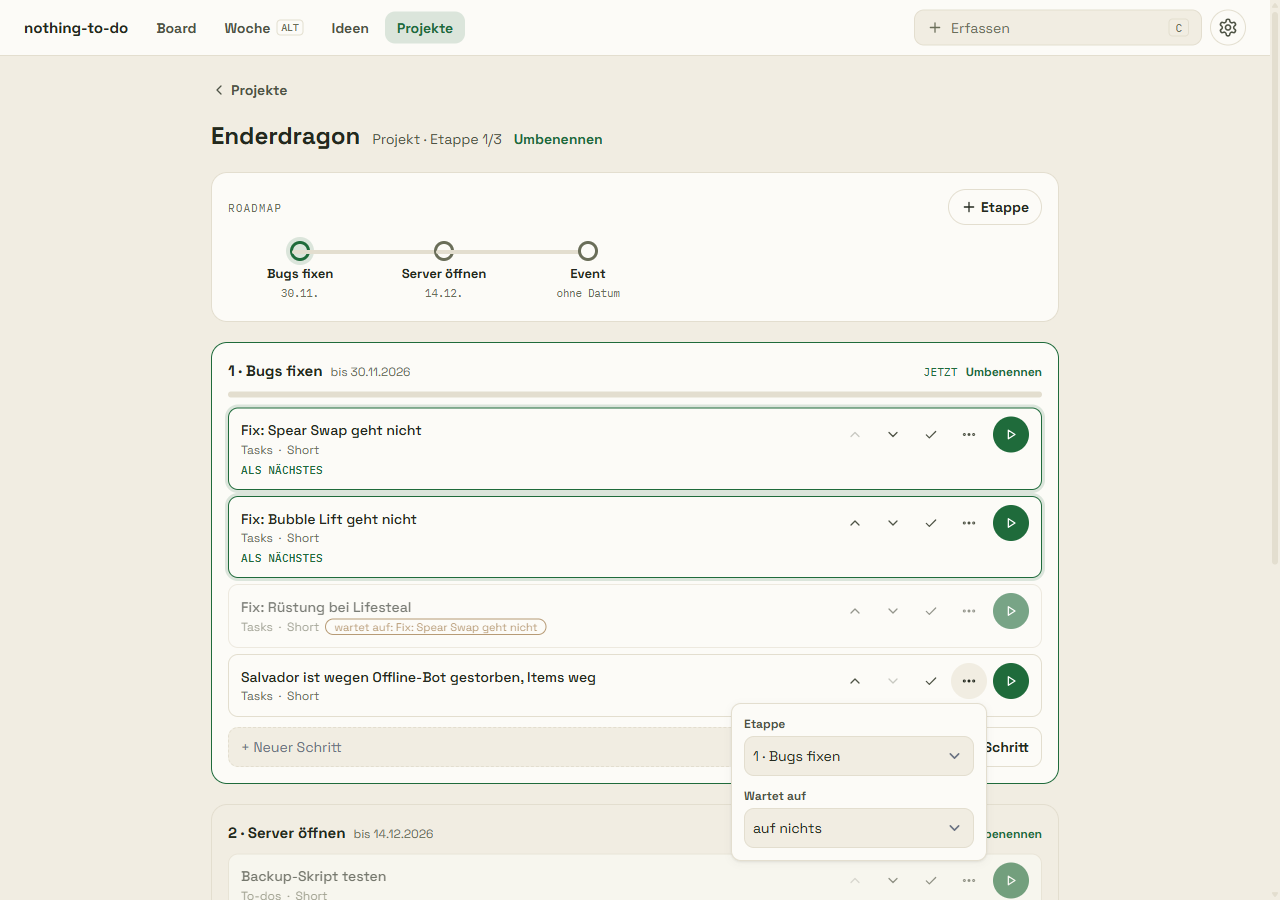 nothing-to-do Board Woche ALT Ideen Projekte + Erfassen C
Projekte
Enderdragon Projekt · Etappe 1/3 Umbenennen
ROADMAP + Etappe
Bugs fixen Server öffnen Event
30.11. 14.12. ohne Datum
1 · Bugs fixen bis 30.11.2026 JETZT Umbenennen
Fix: Spear Swap geht nicht
Tasks · Short
ALS NÄCHSTES
Fix: Bubble Lift geht nicht
Tasks · Short
ALS NÄCHSTES
Fix: Rüstung bei Lifesteal
Tasks · Short wartet auf: Fix: Spear Swap geht nicht
Salvador ist wegen Offline-Bot gestorben, Items weg
Tasks · Short
Etappe
+ Neuer Schritt Schritt
1 · Bugs fixen
Wartet auf
auf nichts
2 · Server öffnen bis 14.12.2026 benennen
Backup-Skript testen
To-dos · Short